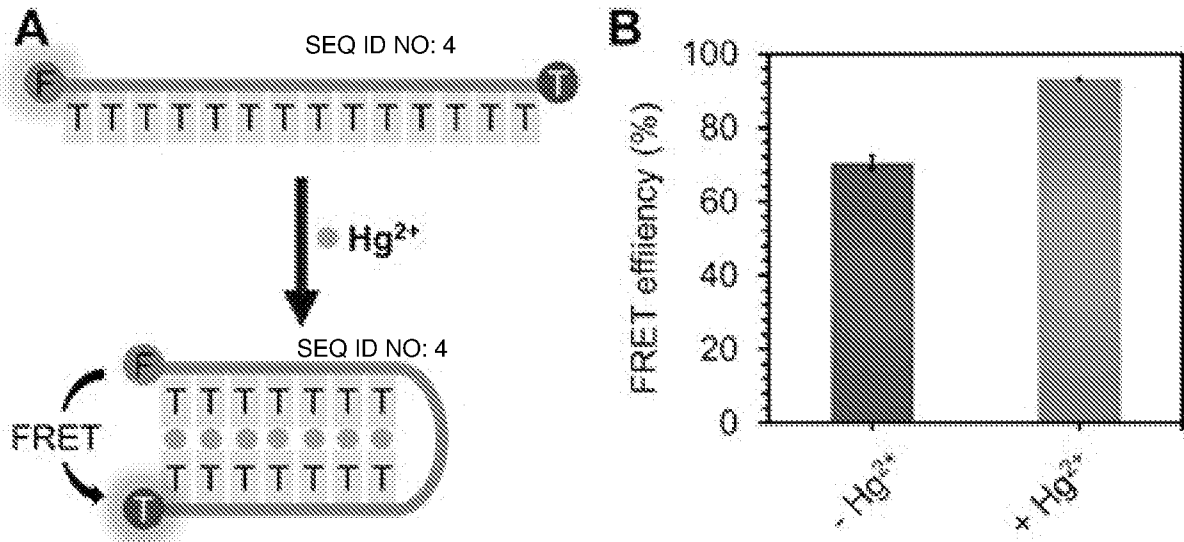 A
SEQ ID NO: 4
F
T
T T T T T T T T T T T T T T
Hg²⁺
SEQ ID NO: 4
F
T T T T T T T
FRET
T T T T T T T
T
B
FRET effiiency (%)
100
80
60
40
20
0
- Hg²⁺
+ Hg²⁺